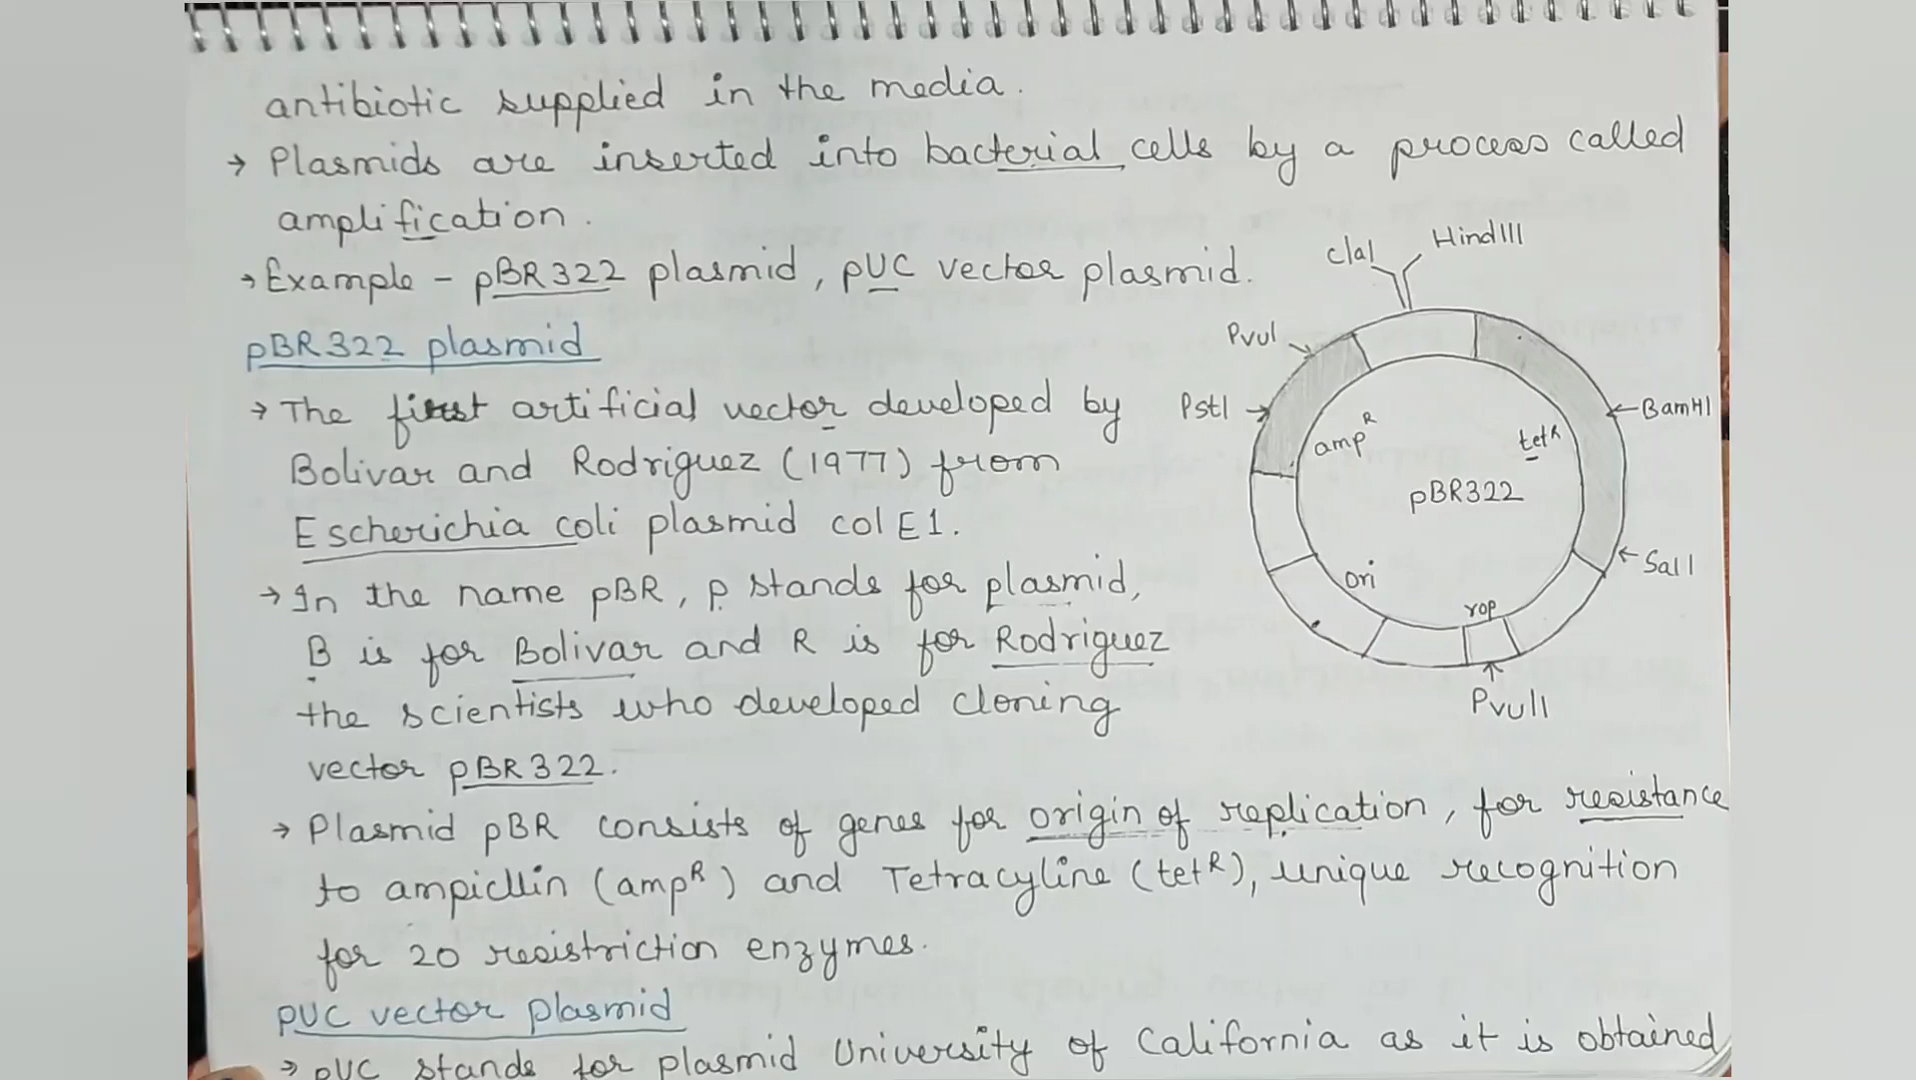 antibiotic supplied in the media.
→ Plasmids are inserted into bacterial cells by a process called
amplification.
→ Example - pBR322 plasmid, pUC vector plasmid.
pBR322 plasmid
→ The first artificial vector developed by
Bolivar and Rodriguez (1977) from
Escherichia coli plasmid col E1.
→ In the name pBR, p stands for plasmid,
B is for Bolivar and R is for Rodriguez
the scientists who developed cloning
vector pBR322.
→ Plasmid pBR consists of genes for origin of replication, for resistance
to ampicllin (ampᴿ) and Tetracyline (tetᴿ), unique recognition
for 20 reoistriction enzymes.
pUC vector plasmid
→ pUC stands for plasmid University of California as it is obtained
ClaI
HindIII
PvuI
PstI
BamHI
ampᴿ
tetᴿ
pBR322
SalI
ori
rop
PvuII